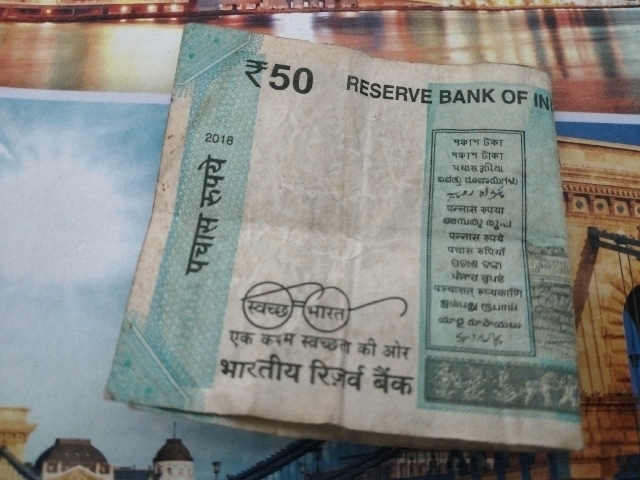 ₹50
RESERVE BANK OF IN
2018
पचास रुपये
পঞ্চাশ টকা
পঞ্চাশ টাকা
પચાસ રૂપિયા
ಐವತ್ತು ರೂಪಾಯಿಗಳು
पन्नास रुपया
അമ്പതു രൂപ
पन्नास रुपये
पचास रुपियाँ
ପଚାଶ ଟଙ୍କା
ਪੰਜਾਹ ਰੁਪਏ
पञ्चाशत् रूप्यकाणि
ஐம்பது ரூபாய்
యాభై రూపాయలు
स्वच्छ भारत
एक कदम स्वच्छता की ओर
भारतीय रिज़र्व बैंक